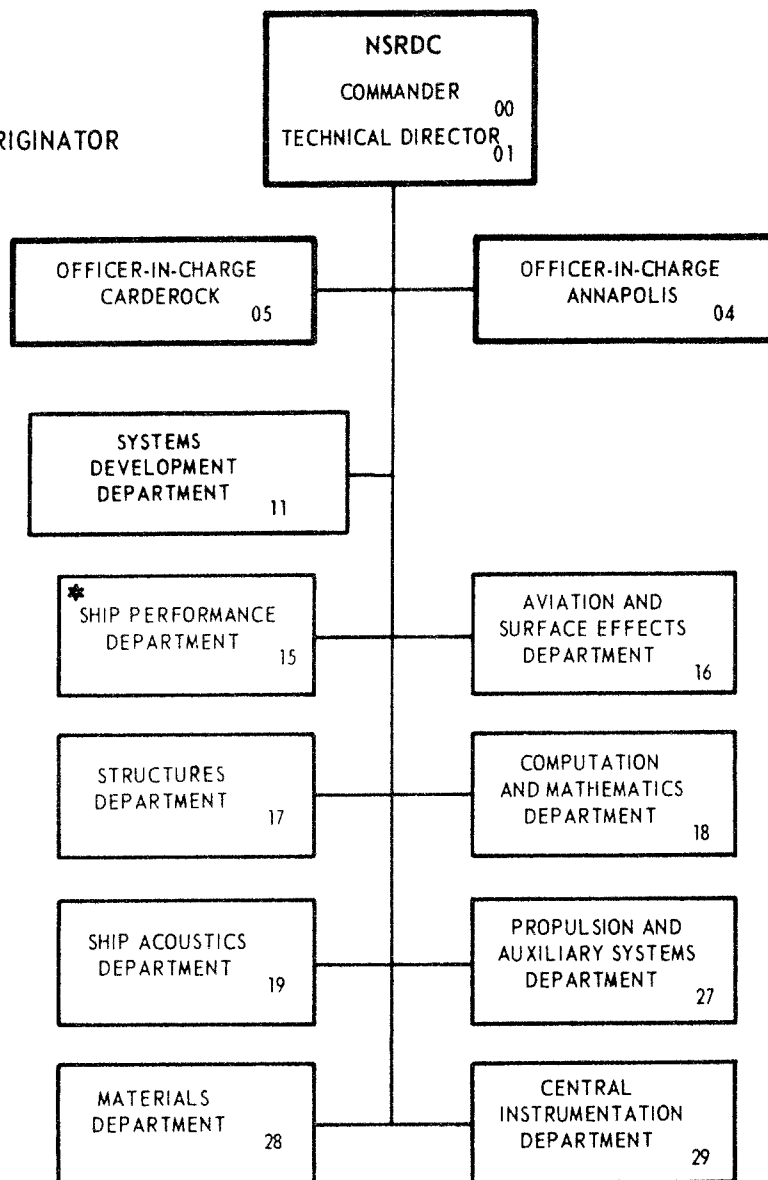 NSRDC
COMMANDER
00
TECHNICAL DIRECTOR
01
RIGINATOR
OFFICER-IN-CHARGE
CARDEROCK
05
OFFICER-IN-CHARGE
ANNAPOLIS
04
SYSTEMS
DEVELOPMENT
DEPARTMENT
11
*
SHIP PERFORMANCE
DEPARTMENT
15
AVIATION AND
SURFACE EFFECTS
DEPARTMENT
16
STRUCTURES
DEPARTMENT
17
COMPUTATION
AND MATHEMATICS
DEPARTMENT
18
SHIP ACOUSTICS
DEPARTMENT
19
PROPULSION AND
AUXILIARY SYSTEMS
DEPARTMENT
27
MATERIALS
DEPARTMENT
28
CENTRAL
INSTRUMENTATION
DEPARTMENT
29